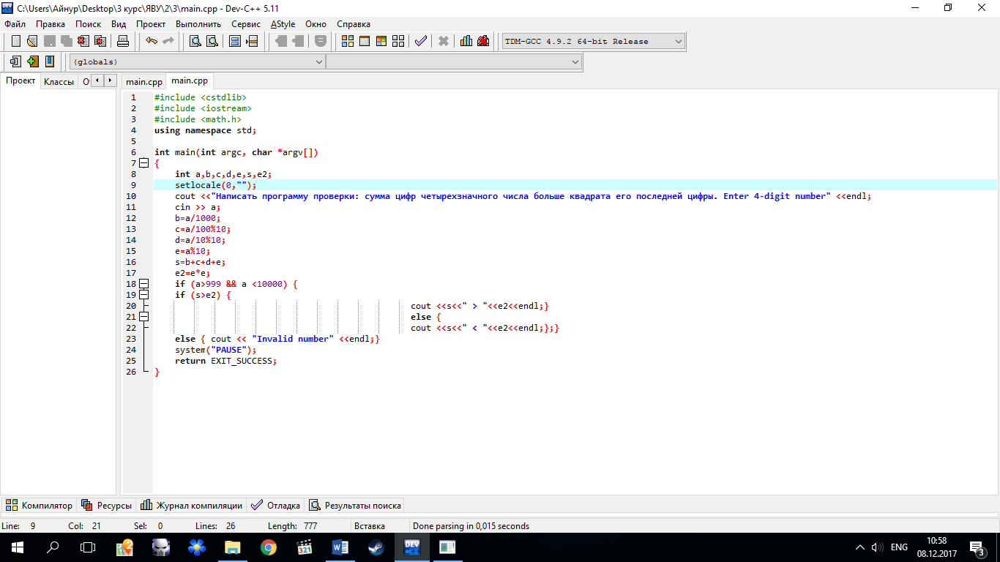 C:\Users\Айнур\Desktop\3 курс\ЯВУ\2\3\main.cpp - Dev-C++ 5.11
Файл Правка Поиск Вид Проект Выполнить Сервис AStyle Окно Справка
TDM-GCC 4.9.2 64-bit Release
(globals)
Проект Классы О main.cpp main.cpp
1 #include <cstdlib>
2 #include <iostream>
3 #include <math.h>
4 using namespace std;
5
6 int main(int argc, char *argv[])
7 {
8 int a,b,c,d,e,s,e2;
9 setlocale(0,"");
10 cout <<"Написать программу проверки: сумма цифр четырехзначного числа больше квадрата его последней цифры. Enter 4-digit number" <<endl;
11 cin >> a;
12 b=a/1000;
13 c=a/100%10;
14 d=a/10%10;
15 e=a%10;
16 s=b+c+d+e;
17 e2=e*e;
18 if (a>999 && a <10000) {
19 if (s>e2) {
20 cout <<s<<" > "<<e2<<endl;}
21 else {
22 cout <<s<<" < "<<e2<<endl;};}
23 else { cout << "Invalid number" <<endl;}
24 system("PAUSE");
25 return EXIT_SUCCESS;
26 }
Компилятор Ресурсы Журнал компиляции Отладка Результаты поиска
Line: 9 Col: 21 Sel: 0 Lines: 26 Length: 777 Вставка Done parsing in 0,015 seconds
321 DEV ENG 10:58
08.12.2017 3